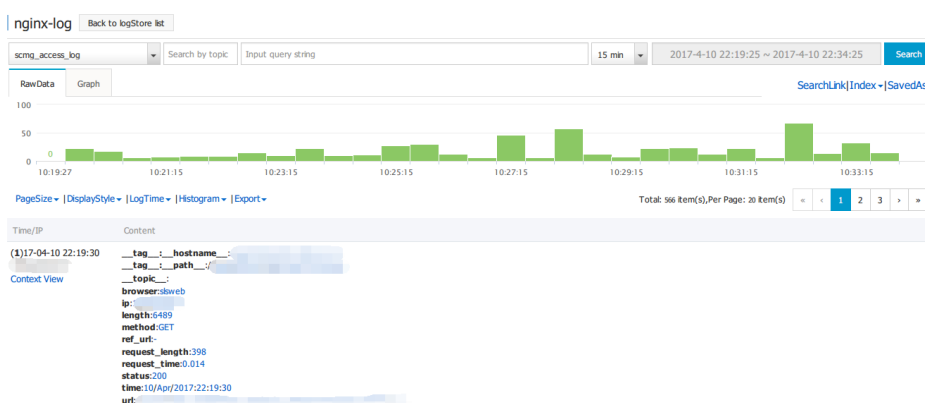 nginx-log Back to logStore list
scmg_access_log Search by topic Input query string 15 min 2017-4-10 22:19:25 ~ 2017-4-10 22:34:25 Search
RawData Graph SearchLink|Index|SavedAs
100
50
0
0
10:19:27 10:21:15 10:23:15 10:25:15 10:27:15 10:29:15 10:31:15 10:33:15
PageSize |DisplayStyle |LogTime |Histogram |Export Total: 566 item(s),Per Page: 20 item(s) « ‹ 1 2 3 › »
Time/IP Content
(1)17-04-10 22:19:30 __tag__:__hostname__:
__tag__:__path__:/
Context View __topic__:
browser:slsweb
ip:
length:6489
method:GET
ref_url:-
request_length:398
request_time:0.014
status:200
time:10/Apr/2017:22:19:30
url: